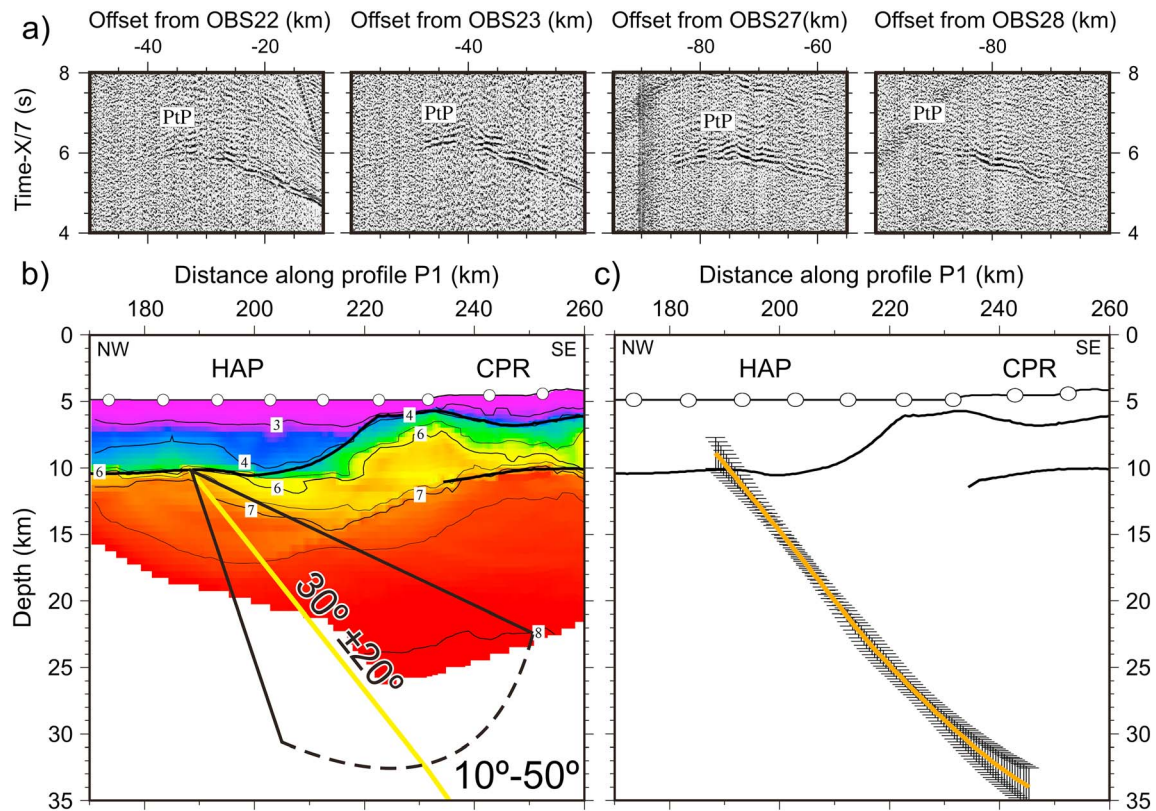 a)
Offset from OBS22 (km)
Offset from OBS23 (km)
Offset from OBS27(km)
Offset from OBS28 (km)
-40 -20
-40
-80 -60
-80
Time-X/7 (s)
8
6
4
PtP
PtP
PtP
PtP
8
6
4
b)
Distance along profile P1 (km)
180 200 220 240 260
Depth (km)
0
5
10
15
20
25
30
35
NW
HAP
CPR
SE
3
4
4
6
6
6
7
7
8
30º ±20º
10º-50º
c)
Distance along profile P1 (km)
180 200 220 240 260
NW
HAP
CPR
SE
0
5
10
15
20
25
30
35